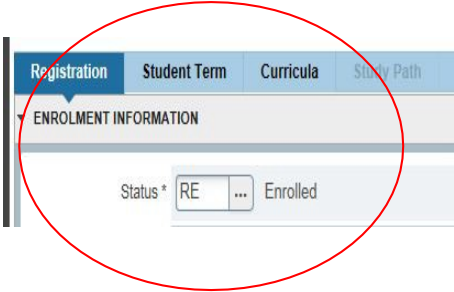 Registration Student Term Curricula Study Path
ENROLMENT INFORMATION
Status * RE ... Enrolled